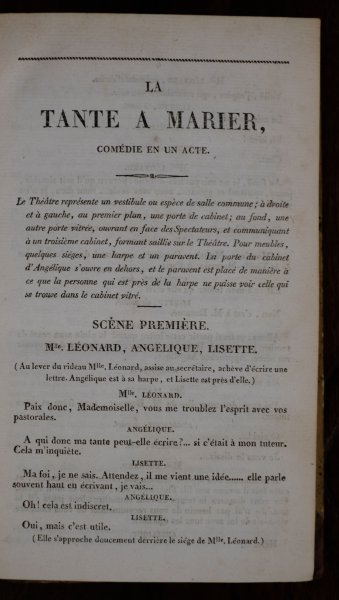 LA
TANTE A MARIER,
COMÉDIE EN UN ACTE.
Le Théâtre représente un vestibule ou espèce de salle commune ; à droite
et à gauche, au premier plan, une porte de cabinet ; au fond, une
autre porte vitrée, ouvrant en face des Spectateurs, et communiquant
à un troisième cabinet, formant saillie sur le Théâtre. Pour meubles,
quelques siéges, une harpe et un paravent. La porte du cabinet
d'Angélique s'ouvre en dehors, et le paravent est placé de manière à
ce que la personne qui est près de la harpe ne puisse voir celle qui
se trouve dans le cabinet vitré.
SCÈNE PREMIÈRE.
Mlle. LÉONARD, ANGÉLIQUE, LISETTE.
(Au lever du rideau Mlle. Léonard, assise au secrétaire, achève d'écrire une
lettre. Angélique est à sa harpe, et Lisette est près d'elle.)
Mlle. LÉONARD.
Paix donc, Mademoiselle, vous me troublez l'esprit avec vos
pastorales.
ANGÉLIQUE.
A qui donc ma tante peut-elle écrire ?... si c'était à mon tuteur.
Cela m'inquiète.
LISETTE.
Ma foi, je ne sais. Attendez, il me vient une idée...... elle parle
souvent haut en écrivant, je vais...
ANGÉLIQUE.
Oh ! cela est indiscret.
LISETTE.
Oui, mais c'est utile.
(Elle s'approche doucement derrière le siége de Mlle. Léonard.)